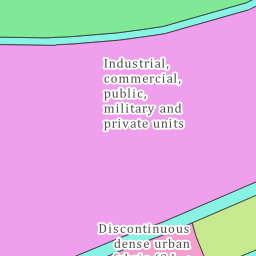 Industrial,
commercial,
public,
military and
private units
Discontinuous
dense urban